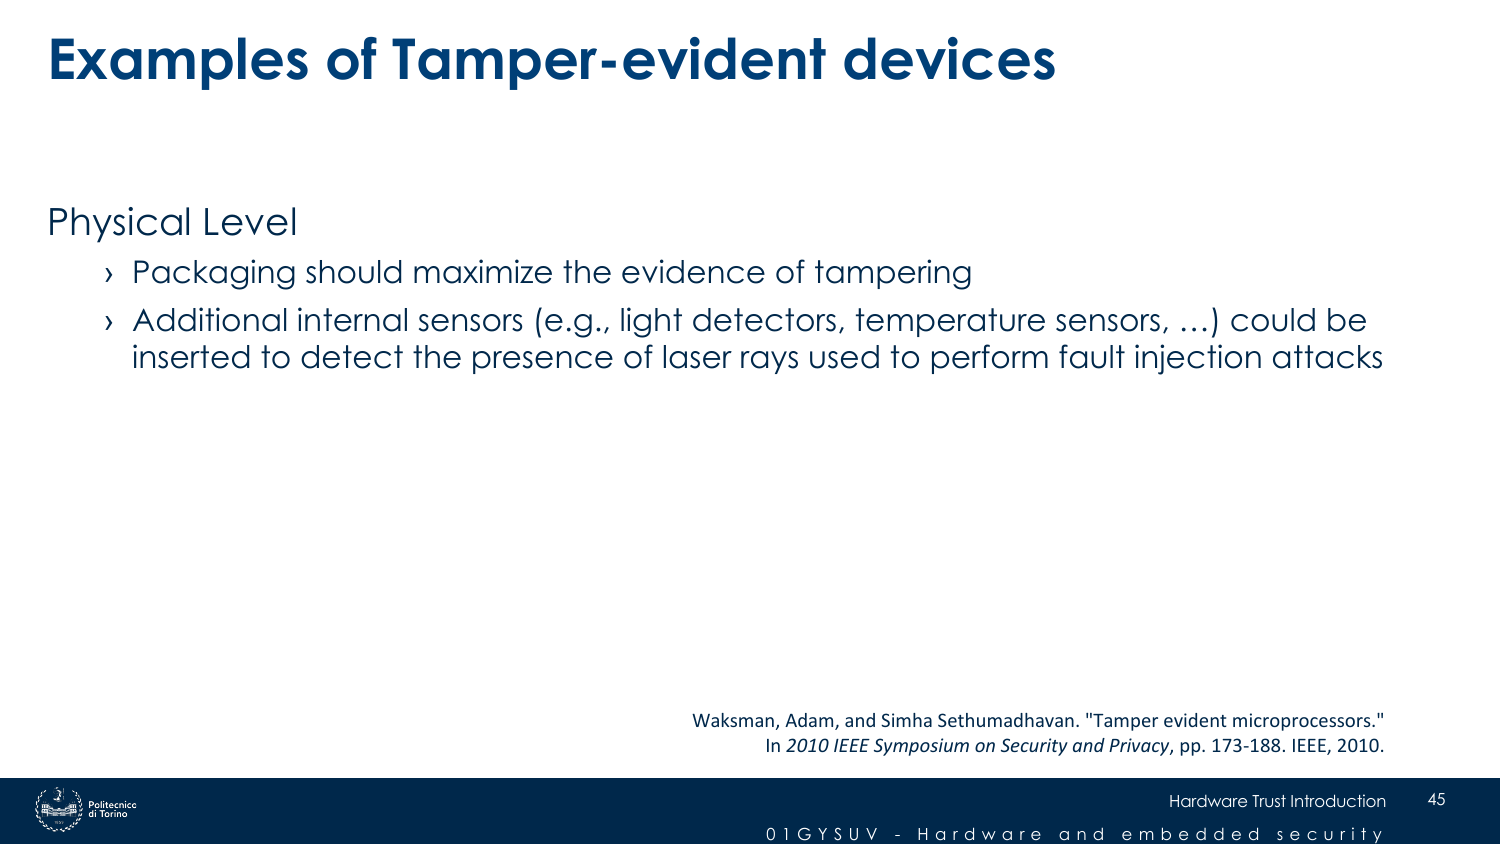 Examples of Tamper-evident devices
Physical Level
› Packaging should maximize the evidence of tampering
› Additional internal sensors (e.g., light detectors, temperature sensors, …) could be
inserted to detect the presence of laser rays used to perform fault injection attacks
Waksman, Adam, and Simha Sethumadhavan. "Tamper evident microprocessors."
In 2010 IEEE Symposium on Security and Privacy, pp. 173-188. IEEE, 2010.
Politecnico
di Torino
Hardware Trust Introduction
45
01GYSUV - Hardware and embedded security